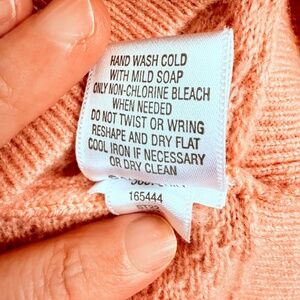 HAND WASH COLD
WITH MILD SOAP
ONLY NON-CHLORINE BLEACH
WHEN NEEDED
DO NOT TWIST OR WRING
RESHAPE AND DRY FLAT
COOL IRON IF NECESSARY
OR DRY CLEAN
165444